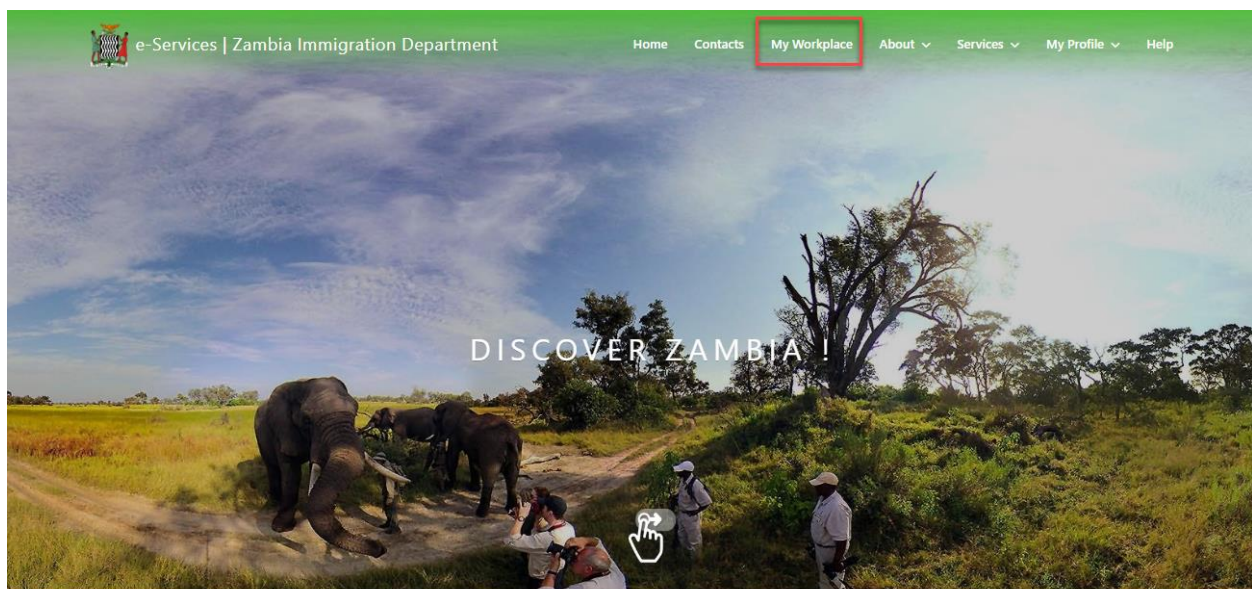 e-Services | Zambia Immigration Department
Home Contacts My Workplace About Services My Profile Help
DISCOVER ZAMBIA !